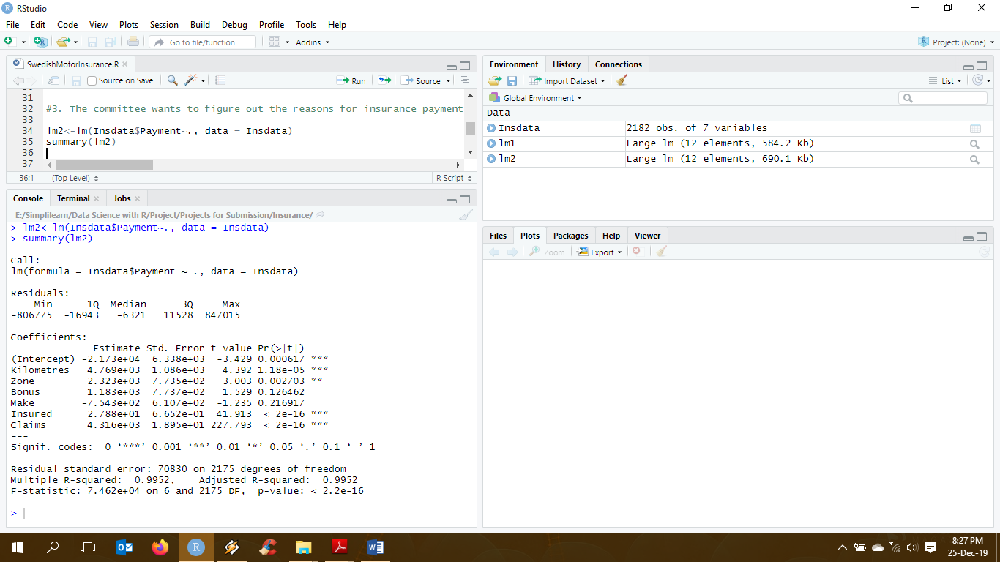 RStudio
File Edit Code View Plots Session Build Debug Profile Tools Help
Go to file/function Addins Project: (None)
SwedishMotorInsurance.R
Source on Save Run Source
31
32 #3. The committee wants to figure out the reasons for insurance payment
33
34 lm2<-lm(Insdata$Payment~., data = Insdata)
35 summary(lm2)
36
37
36:1 (Top Level) R Script
Console Terminal Jobs
E:/Simplilearn/Data Science with R/Project/Projects for Submission/Insurance/
> lm2<-lm(Insdata$Payment~., data = Insdata)
> summary(lm2)
Call:
lm(formula = Insdata$Payment ~ ., data = Insdata)
Residuals:
Min 1Q Median 3Q Max
-806775 -16943 -6321 11528 847015
Coefficients:
Estimate Std. Error t value Pr(>|t|)
(Intercept) -2.173e+04 6.338e+03 -3.429 0.000617 ***
Kilometres 4.769e+03 1.086e+03 4.392 1.18e-05 ***
Zone 2.323e+03 7.735e+02 3.003 0.002703 **
Bonus 1.183e+03 7.737e+02 1.529 0.126462
Make -7.543e+02 6.107e+02 -1.235 0.216917
Insured 2.788e+01 6.652e-01 41.913 < 2e-16 ***
Claims 4.316e+03 1.895e+01 227.793 < 2e-16 ***
---
Signif. codes: 0 ‘***’ 0.001 ‘**’ 0.01 ‘*’ 0.05 ‘.’ 0.1 ‘ ’ 1
Residual standard error: 70830 on 2175 degrees of freedom
Multiple R-squared: 0.9952, Adjusted R-squared: 0.9952
F-statistic: 7.462e+04 on 6 and 2175 DF, p-value: < 2.2e-16
>
Environment History Connections
Import Dataset List
Global Environment
Data
Insdata 2182 obs. of 7 variables
lm1 Large lm (12 elements, 584.2 Kb)
lm2 Large lm (12 elements, 690.1 Kb)
Files Plots Packages Help Viewer
Zoom Export
8:27 PM
25-Dec-19